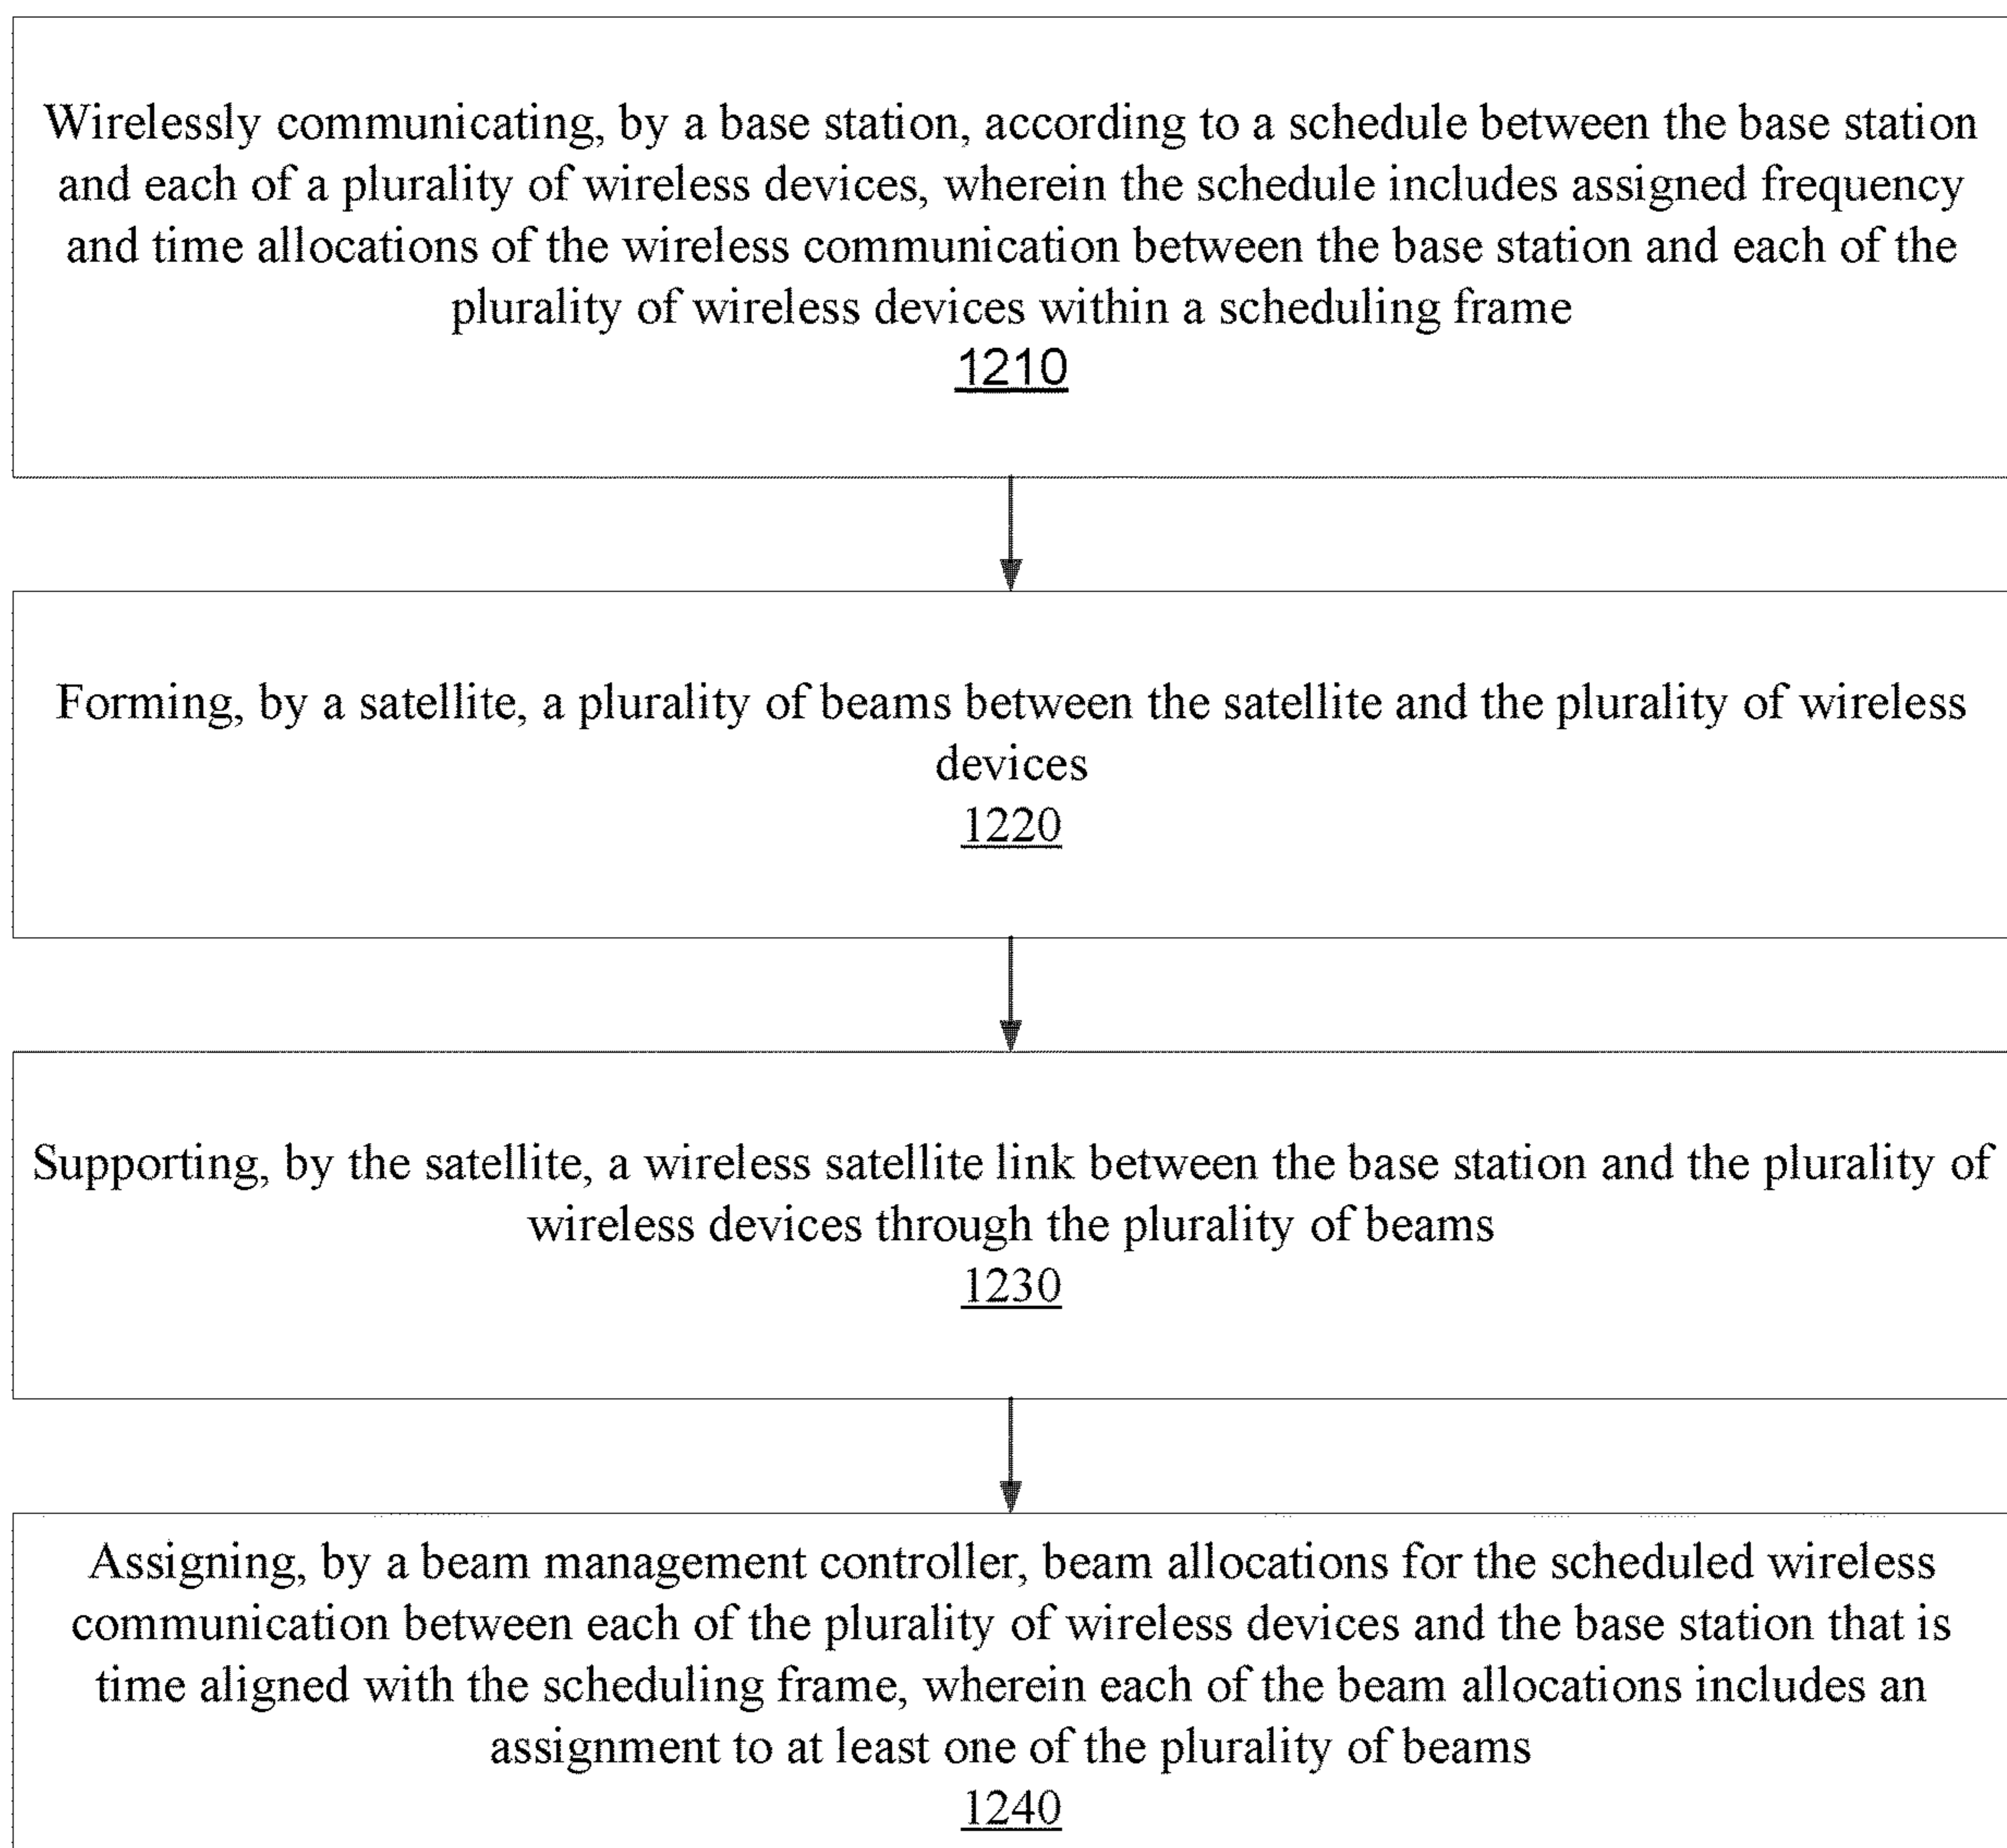 Wirelessly communicating, by a base station, according to a schedule between the base station
and each of a plurality of wireless devices, wherein the schedule includes assigned frequency
and time allocations of the wireless communication between the base station and each of the
plurality of wireless devices within a scheduling frame
1210
Forming, by a satellite, a plurality of beams between the satellite and the plurality of wireless
devices
1220
Supporting, by the satellite, a wireless satellite link between the base station and the plurality of
wireless devices through the plurality of beams
1230
Assigning, by a beam management controller, beam allocations for the scheduled wireless
communication between each of the plurality of wireless devices and the base station that is
time aligned with the scheduling frame, wherein each of the beam allocations includes an
assignment to at least one of the plurality of beams
1240